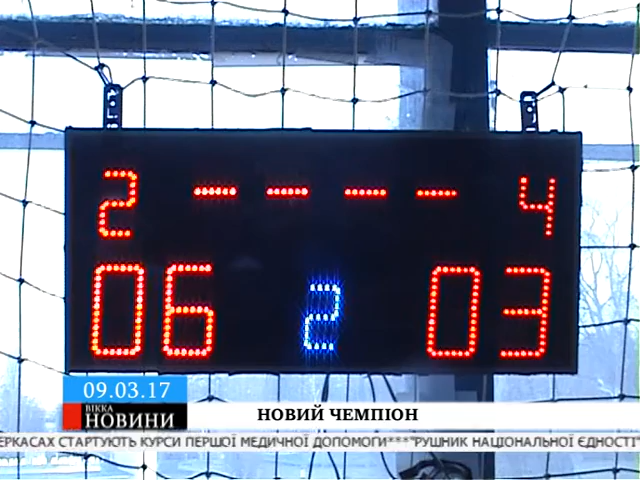 2 ---- 4
06 2 03
09.03.17
ВІККА
НОВИНИ
НОВИЙ ЧЕМПІОН
ЕРКАСАХ СТАРТУЮТЬ КУРСИ ПЕРШОЇ МЕДИЧНОЇ ДОПОМОГИ***"РУШНИК НАЦІОНАЛЬНОЇ ЄДНОСТІ"